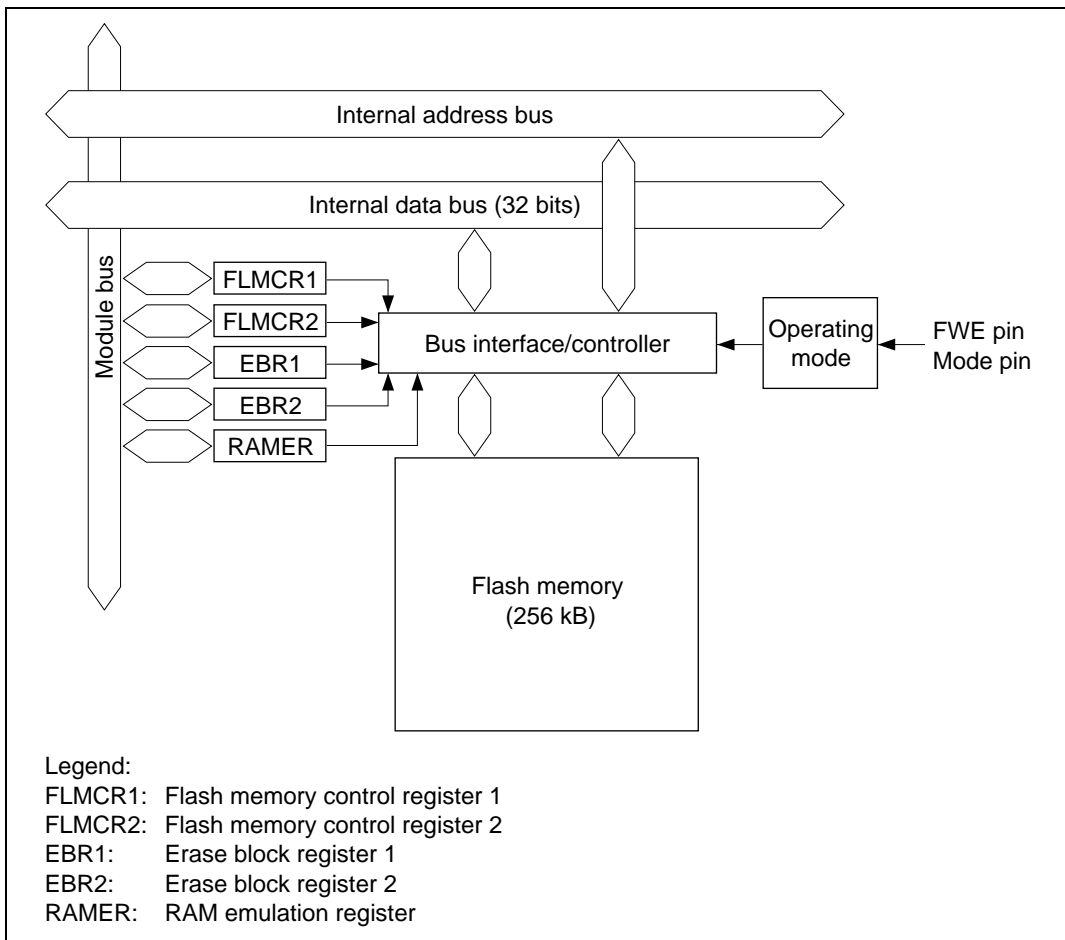 Internal address bus
Internal data bus (32 bits)
Module bus
FLMCR1
FLMCR2
EBR1
EBR2
RAMER
Bus interface/controller
Operating
mode
FWE pin
Mode pin
Flash memory
(256 kB)
Legend:
FLMCR1: Flash memory control register 1
FLMCR2: Flash memory control register 2
EBR1: Erase block register 1
EBR2: Erase block register 2
RAMER: RAM emulation register